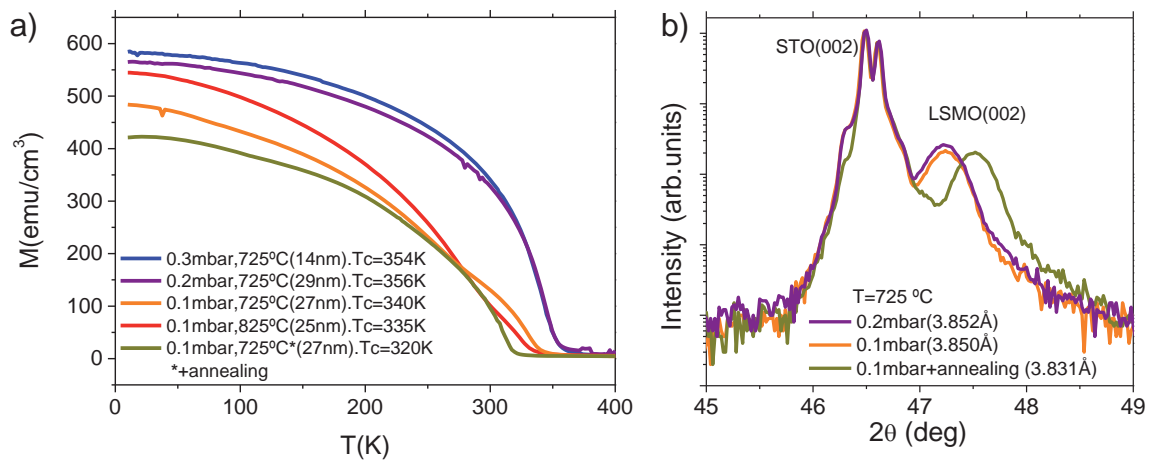 a)
600
500
400
300
200
100
0
M(emu/cm³)
0.3mbar,725ºC(14nm).Tc=354K
0.2mbar,725ºC(29nm).Tc=356K
0.1mbar,725ºC(27nm).Tc=340K
0.1mbar,825ºC(25nm).Tc=335K
0.1mbar,725ºC*(27nm).Tc=320K
*+annealing
0 100 200 300 400
T(K)
b)
STO(002)
LSMO(002)
Intensity (arb.units)
T=725 ºC
0.2mbar(3.852Å)
0.1mbar(3.850Å)
0.1mbar+annealing (3.831Å)
45 46 47 48 49
2θ (deg)